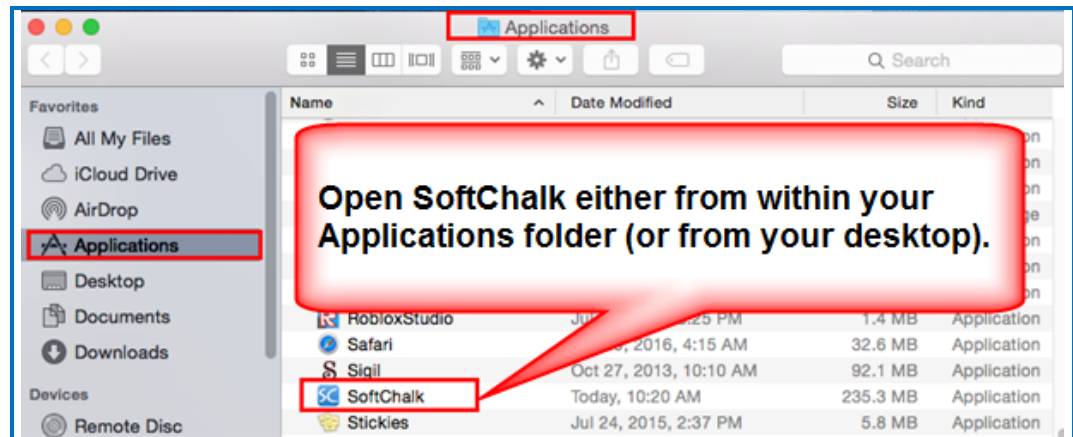 Applications
Search
Favorites
All My Files
iCloud Drive
AirDrop
Applications
Desktop
Documents
Downloads
Devices
Remote Disc
Name Date Modified Size Kind
Open SoftChalk either from within your
Applications folder (or from your desktop).
RobloxStudio PM 1.4 MB Application
Safari 2016, 4:15 AM 32.6 MB Application
Sigil Oct 27, 2013, 10:10 AM 92.1 MB Application
SC SoftChalk Today, 10:20 AM 235.3 MB Application
Stickies Jul 24, 2015, 2:37 PM 5.8 MB Application